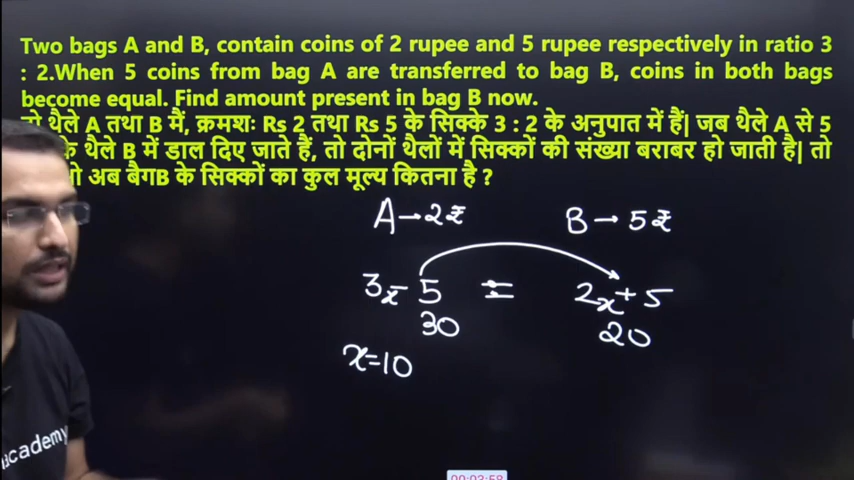 Two bags A and B, contain coins of 2 rupee and 5 rupee respectively in ratio 3
: 2.When 5 coins from bag A are transferred to bag B, coins in both bags
become equal. Find amount present in bag B now.
थैले A तथा B मैं, क्रमशः Rs 2 तथा Rs 5 के सिक्के 3 : 2 के अनुपात में हैं| जब थैले A से 5
थैले B में डाल दिए जाते हैं, तो दोनों थैलों में सिक्कों की संख्या बराबर हो जाती है| तो
अब बैगB के सिक्कों का कुल मूल्य कितना है ?
A→2₹ B→5₹
3x-5 = 2x+5
30 20
x=10
academy